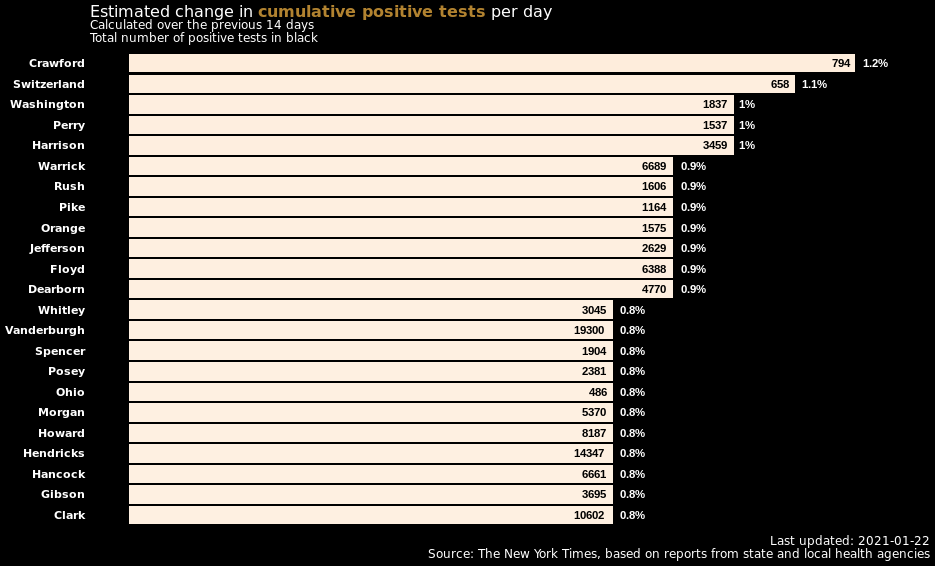 Estimated change in cumulative positive tests per day
Calculated over the previous 14 days
Total number of positive tests in black
Crawford 794 1.2%
Switzerland 658 1.1%
Washington 1837 1%
Perry 1537 1%
Harrison 3459 1%
Warrick 6689 0.9%
Rush 1606 0.9%
Pike 1164 0.9%
Orange 1575 0.9%
Jefferson 2629 0.9%
Floyd 6388 0.9%
Dearborn 4770 0.9%
Whitley 3045 0.8%
Vanderburgh 19300 0.8%
Spencer 1904 0.8%
Posey 2381 0.8%
Ohio 486 0.8%
Morgan 5370 0.8%
Howard 8187 0.8%
Hendricks 14347 0.8%
Hancock 6661 0.8%
Gibson 3695 0.8%
Clark 10602 0.8%
Last updated: 2021-01-22
Source: The New York Times, based on reports from state and local health agencies